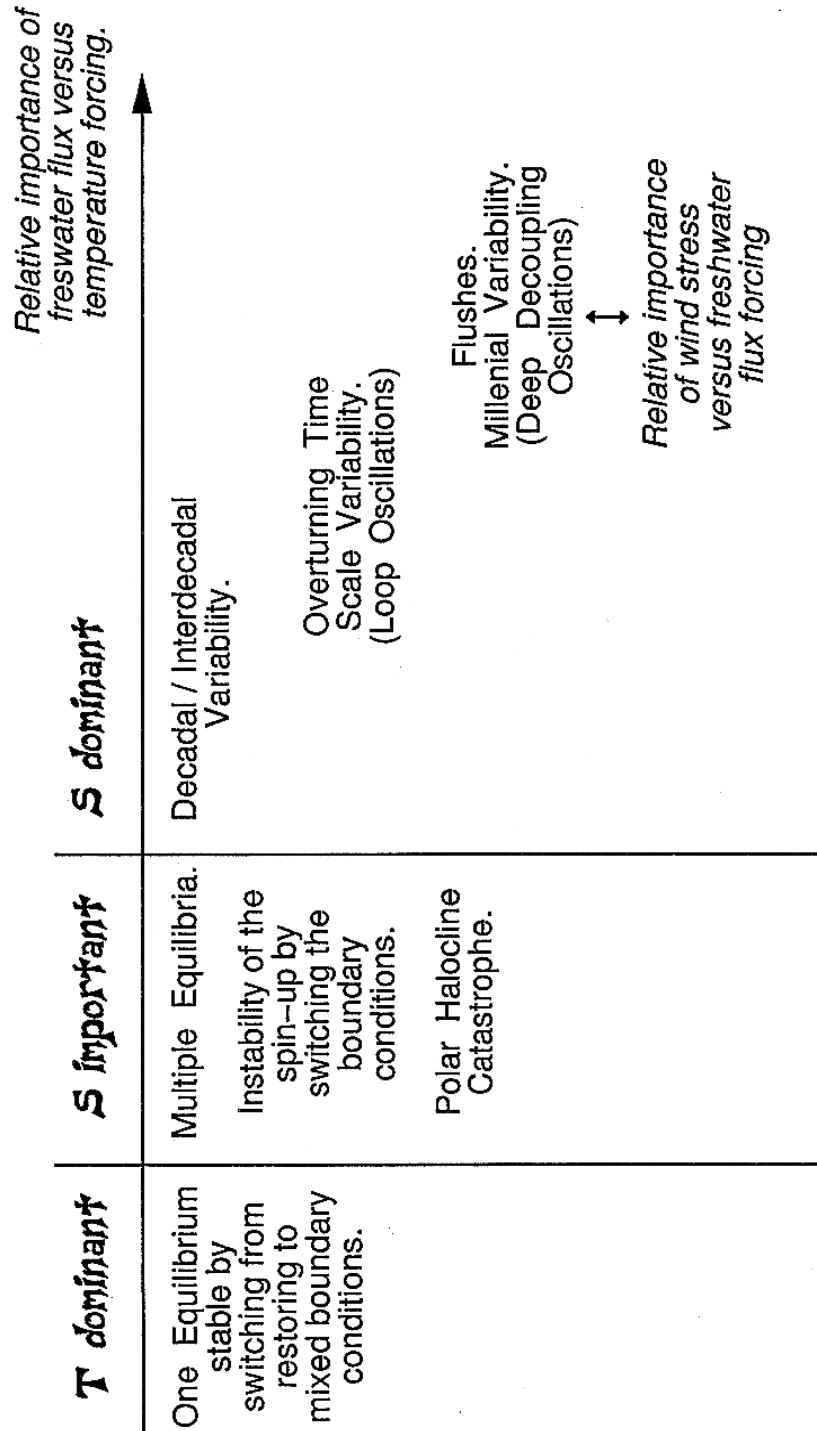 Relative importance of
freswater flux versus
temperature forcing.
T dominant
S important
S dominant
One Equilibrium
stable by
switching from
restoring to
mixed boundary
conditions.
Multiple Equilibria.
Instability of the
spin–up by
switching the
boundary
conditions.
Polar Halocline
Catastrophe.
Decadal / Interdecadal
Variability.
Overturning Time
Scale Variability.
(Loop Oscillations)
Flushes.
Millenial Variability.
(Deep Decoupling
Oscillations)
Relative importance
of wind stress
versus freshwater
flux forcing